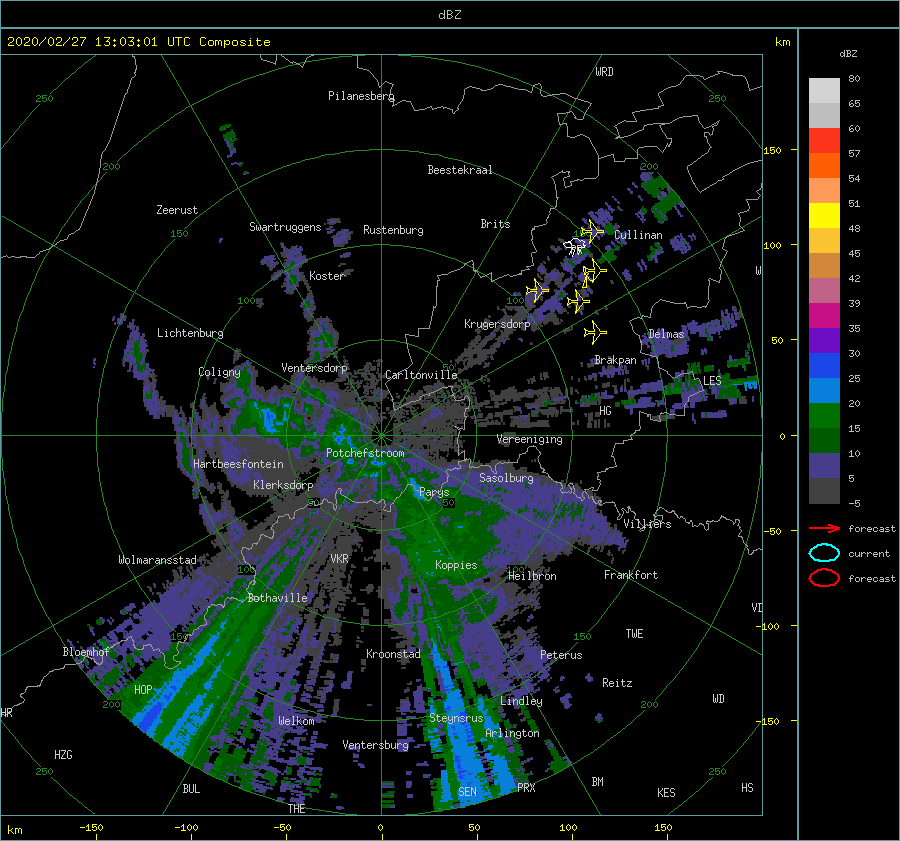 dBZ
2020/02/27 13:03:01 UTC Composite
km
dBZ
WRD
250
Pilanesberg
250
80
65
60
57
54
51
48
45
42
39
35
30
25
20
15
10
5
-5
150
200
Beestekraal
200
Zeerust
Swartruggens
150
Rustenburg
Brits
Cullinan
100
Koster
W
100
100
Lichtenburg
Krugersdorp
Delmas
50
Coligny
Ventersdorp
Carltonville
Brakpan
LES
HG
Vereeniging
0
Potchefstroom
Hartbeesfontein
Klerksdorp
Sasolburg
Parys
50
50
Villiers
-50
forecast
current
forecast
Wolmaransstad
VKR
Koppies
100
100
Heilbron
Frankfort
Bothaville
VD
-100
150
150
TWE
Bloemhof
Kroonstad
Peterus
HOP
Reitz
WD
200
200
HR
Welkom
Lindley
Steynsrus
-150
Arlington
HZG
Ventersburg
250
250
BUL
SEN
PRX
BM
KES
HS
THE
km
-150
-100
-50
0
50
100
150